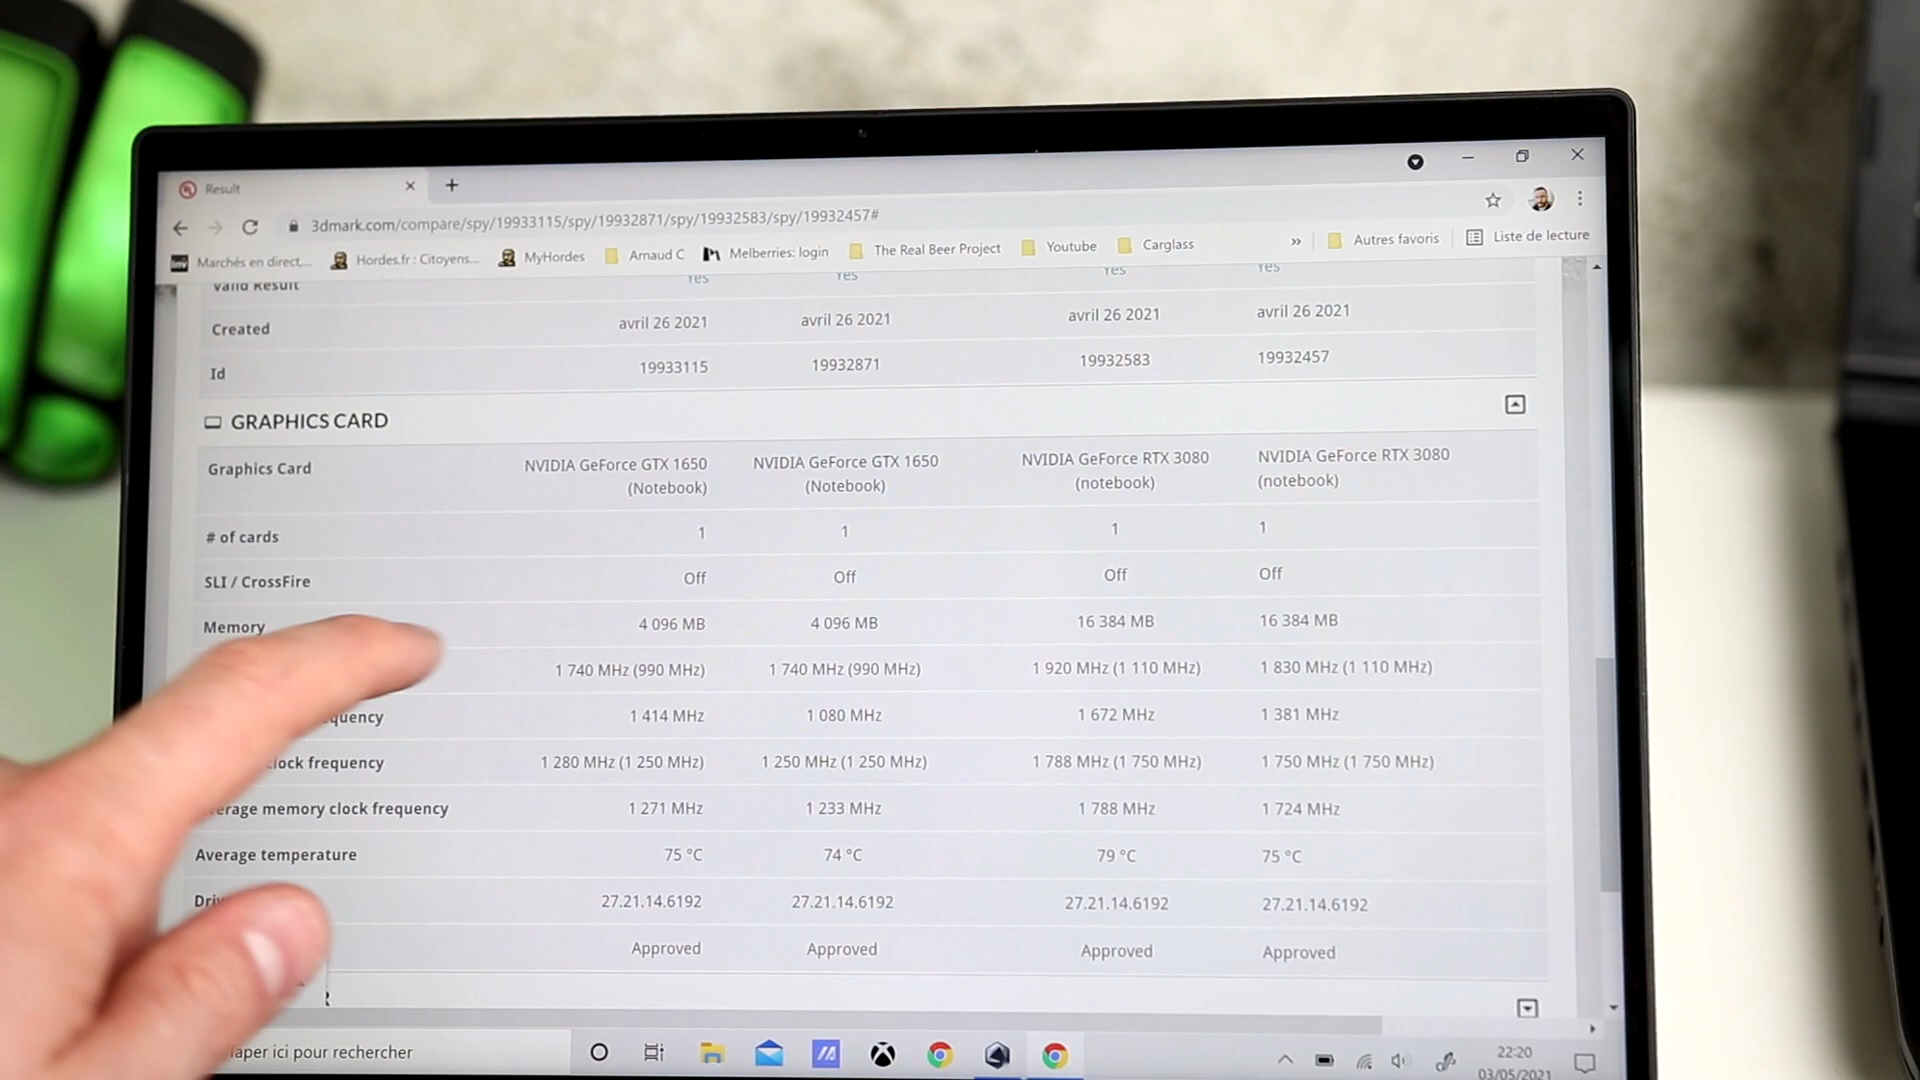 Result
3dmark.com/compare/spy/19933115/spy/19932871/spy/19932583/spy/19932457#
Marchés en direct,... Hordes.fr : Citoyens... MyHordes Arnaud C Melberries: login The Real Beer Project Youtube Carglass » Autres favoris Liste de lecture
Valid Result Yes Yes Yes Yes
Created avril 26 2021 avril 26 2021 avril 26 2021 avril 26 2021
Id 19933115 19932871 19932583 19932457
GRAPHICS CARD
Graphics Card NVIDIA GeForce GTX 1650 NVIDIA GeForce GTX 1650 NVIDIA GeForce RTX 3080 NVIDIA GeForce RTX 3080
(Notebook) (Notebook) (notebook) (notebook)
# of cards 1 1 1 1
SLI / CrossFire Off Off Off Off
Memory 4 096 MB 4 096 MB 16 384 MB 16 384 MB
1 740 MHz (990 MHz) 1 740 MHz (990 MHz) 1 920 MHz (1 110 MHz) 1 830 MHz (1 110 MHz)
quency 1 414 MHz 1 080 MHz 1 672 MHz 1 381 MHz
lock frequency 1 280 MHz (1 250 MHz) 1 250 MHz (1 250 MHz) 1 788 MHz (1 750 MHz) 1 750 MHz (1 750 MHz)
erage memory clock frequency 1 271 MHz 1 233 MHz 1 788 MHz 1 724 MHz
Average temperature 75 °C 74 °C 79 °C 75 °C
Dri 27.21.14.6192 27.21.14.6192 27.21.14.6192 27.21.14.6192
Approved Approved Approved Approved
R
aper ici pour rechercher
22:20
03/05/2021